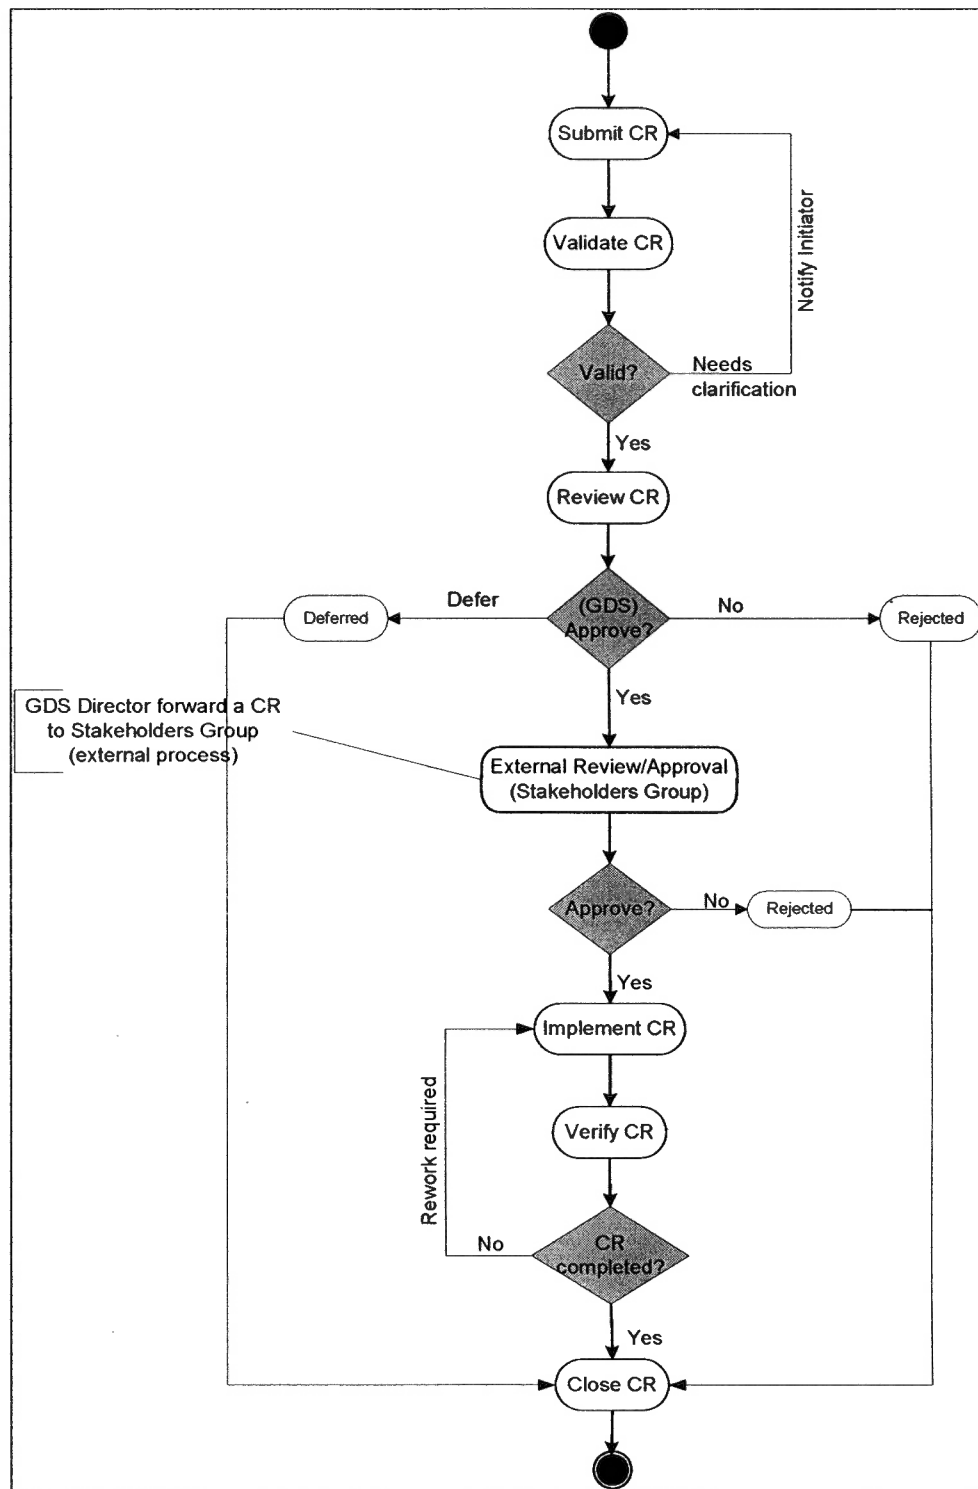 Submit CR
Notify Initiator
Validate CR
Valid?
Needs
clarification
Yes
Review CR
Defer
(GDS)
Approve?
No
Deferred
Rejected
Yes
GDS Director forward a CR
to Stakeholders Group
(external process)
External Review/Approval
(Stakeholders Group)
Approve?
No
Rejected
Yes
Implement CR
Rework required
Verify CR
No
CR
completed?
Yes
Close CR